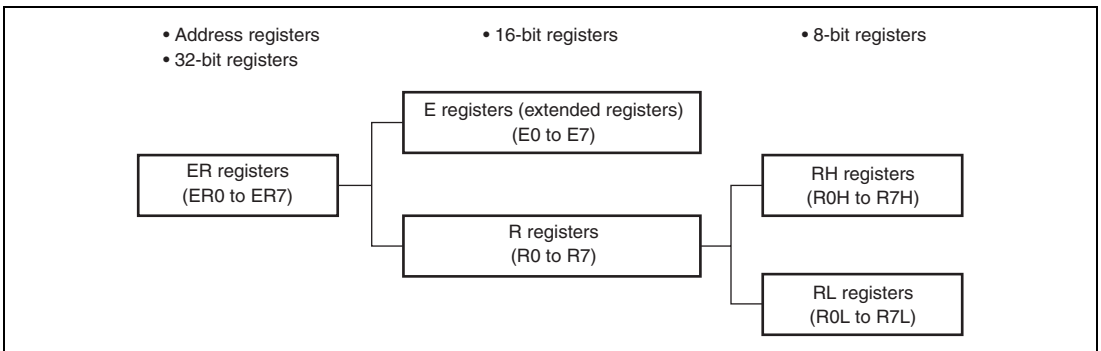 • Address registers
• 32-bit registers
• 16-bit registers
• 8-bit registers
E registers (extended registers)
(E0 to E7)
ER registers
(ER0 to ER7)
RH registers
(R0H to R7H)
R registers
(R0 to R7)
RL registers
(R0L to R7L)